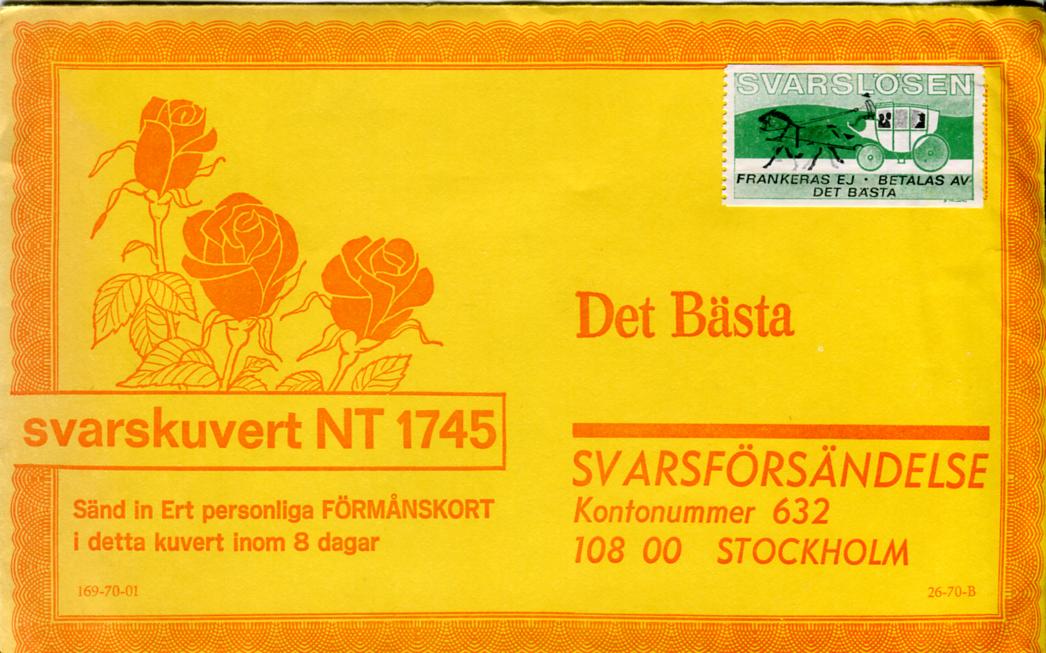 SVARSLÖSEN
FRANKERAS EJ · BETALAS AV
DET BÄSTA
Det Bästa
svarskuvert NT 1745
SVARSFÖRSÄNDELSE
Kontonummer 632
108 00 STOCKHOLM
Sänd in Ert personliga FÖRMÅNSKORT
i detta kuvert inom 8 dagar
169-70-01
26-70-B